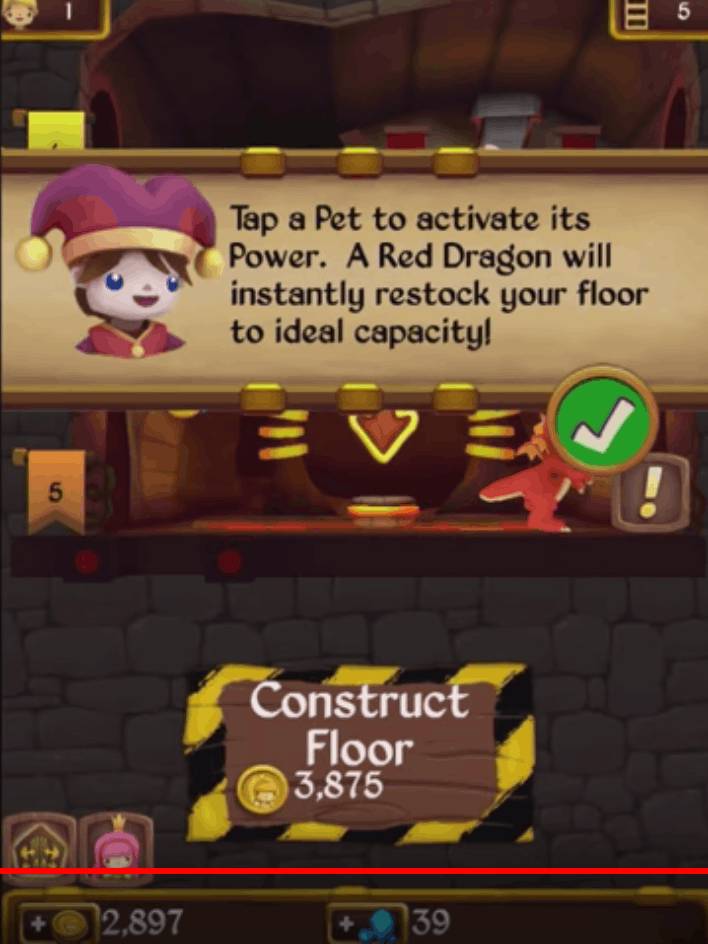 1
5
Tap a Pet to activate its
Power. A Red Dragon will
instantly restock your floor
to ideal capacity!
5
!
Construct
Floor
3,875
+ 2,897
+ 39